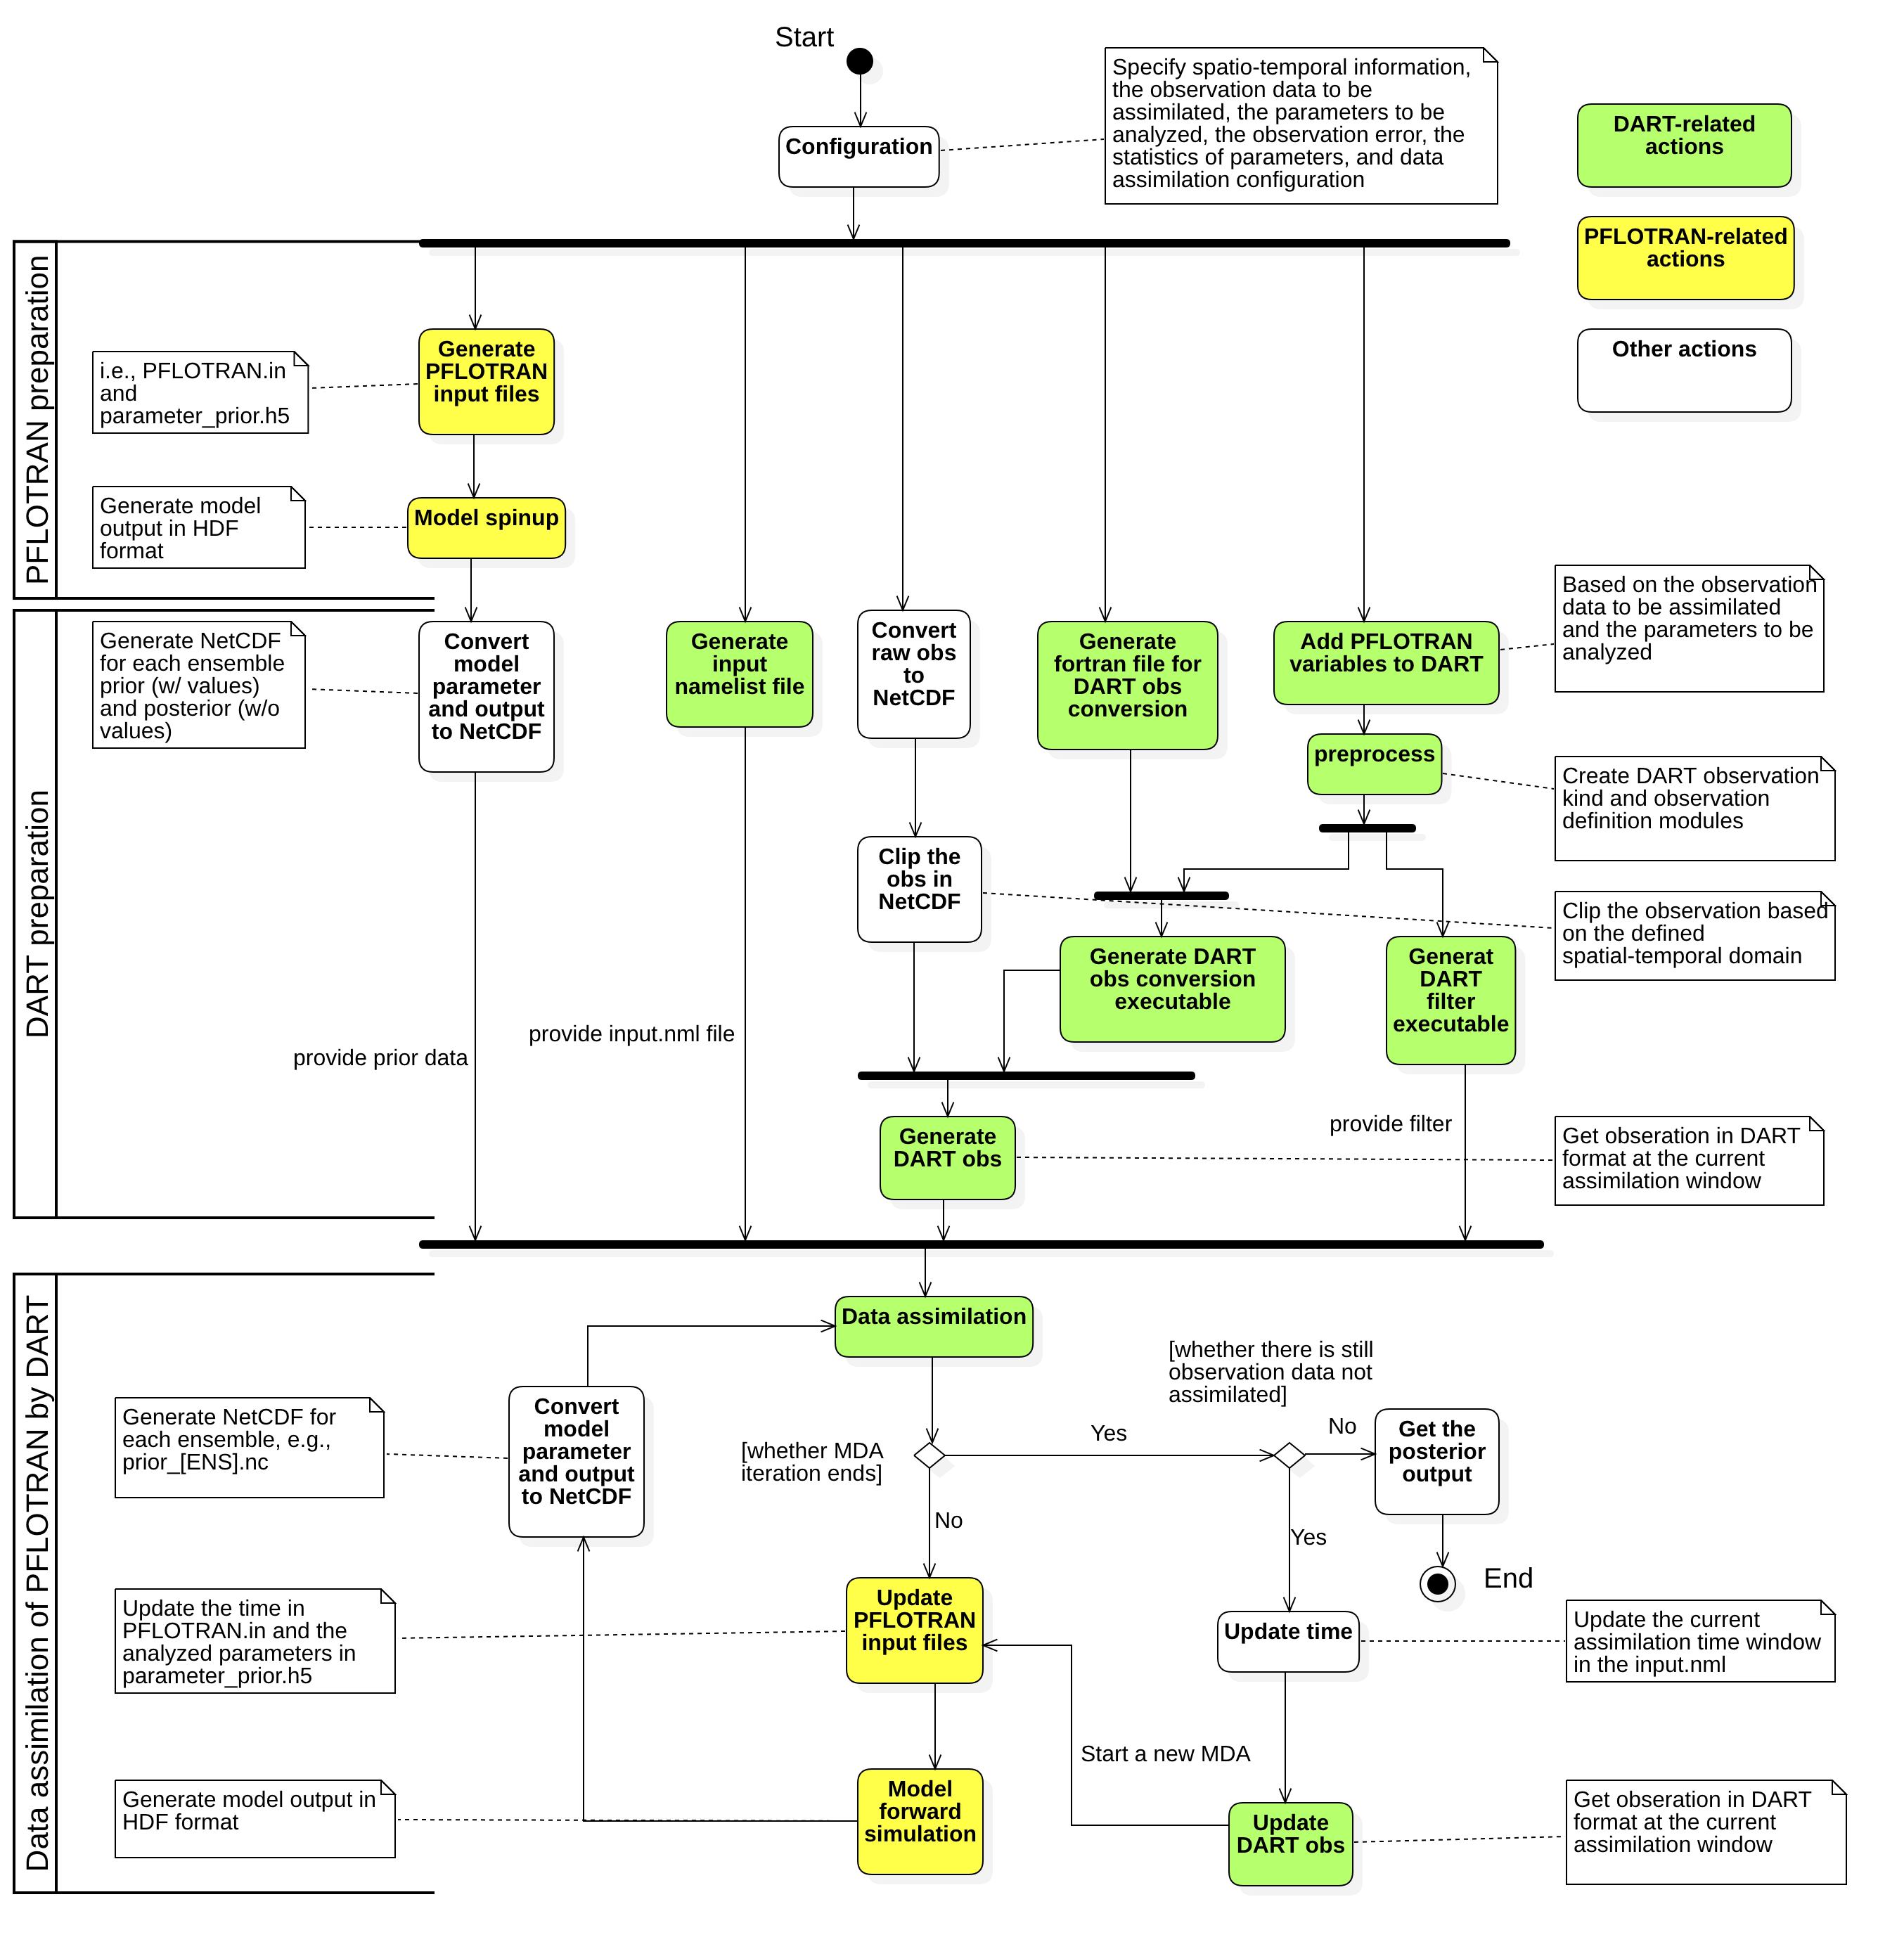 Start
Specify spatio-temporal information,
the observation data to be
assimilated, the parameters to be
analyzed, the observation error, the
statistics of parameters, and data
assimilation configuration
Configuration
DART-related
actions
PFLOTRAN-related
actions
Other actions
PFLOTRAN preparation
i.e., PFLOTRAN.in
and
parameter_prior.h5
Generate
PFLOTRAN
input files
Generate model
output in HDF
format
Model spinup
DART preparation
Generate NetCDF
for each ensemble
prior (w/ values)
and posterior (w/o
values)
Convert
model
parameter
and output
to NetCDF
Generate
input
namelist file
Convert
raw obs
to
NetCDF
Generate
fortran file for
DART obs
conversion
Add PFLOTRAN
variables to DART
Based on the observation
data to be assimilated
and the parameters to be
analyzed
preprocess
Create DART observation
kind and observation
definition modules
Clip the
obs in
NetCDF
Clip the observation based
on the defined
spatial-temporal domain
Generate DART
obs conversion
executable
Generat
DART
filter
executable
provide prior data
provide input.nml file
Generate
DART obs
provide filter
Get obseration in DART
format at the current
assimilation window
Data assimilation of PFLOTRAN by DART
Data assimilation
[whether there is still
observation data not
assimilated]
Generate NetCDF for
each ensemble, e.g.,
prior_[ENS].nc
Convert
model
parameter
and output
to NetCDF
[whether MDA
iteration ends]
Yes
No
Get the
posterior
output
No
Yes
End
Update the time in
PFLOTRAN.in and the
analyzed parameters in
parameter_prior.h5
Update
PFLOTRAN
input files
Update time
Update the current
assimilation time window
in the input.nml
Start a new MDA
Generate model output in
HDF format
Model
forward
simulation
Update
DART obs
Get obseration in DART
format at the current
assimilation window